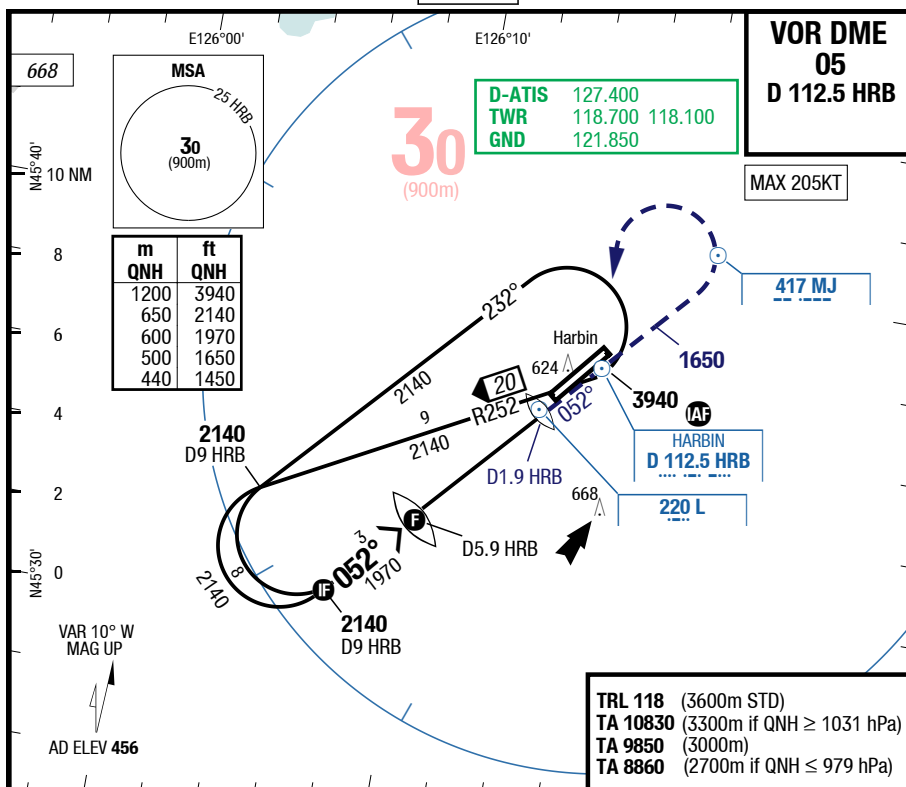 E126°00'
E126°10'
VOR DME
05
D 112.5 HRB
668
MSA
25 HRB
30
(900m)
30
(900m)
D-ATIS 127.400
TWR 118.700 118.100
GND 121.850
N45°40'
10 NM
MAX 205KT
m QNH ft QNH
1200 3940
650 2140
600 1970
500 1650
440 1450
8
6
4
2
0
417 MJ
232°
2140
Harbin
624
1650
20
R252
052°
3940
IAF
9
2140
HARBIN
D 112.5 HRB
2140
D9 HRB
D1.9 HRB
668
220 L
F
D5.9 HRB
3
052°
1970
8
2140
IF
2140
D9 HRB
N45°30'
VAR 10° W
MAG UP
AD ELEV 456
TRL 118 (3600m STD)
TA 10830 (3300m if QNH ≥ 1031 hPa)
TA 9850 (3000m)
TA 8860 (2700m if QNH ≤ 979 hPa)